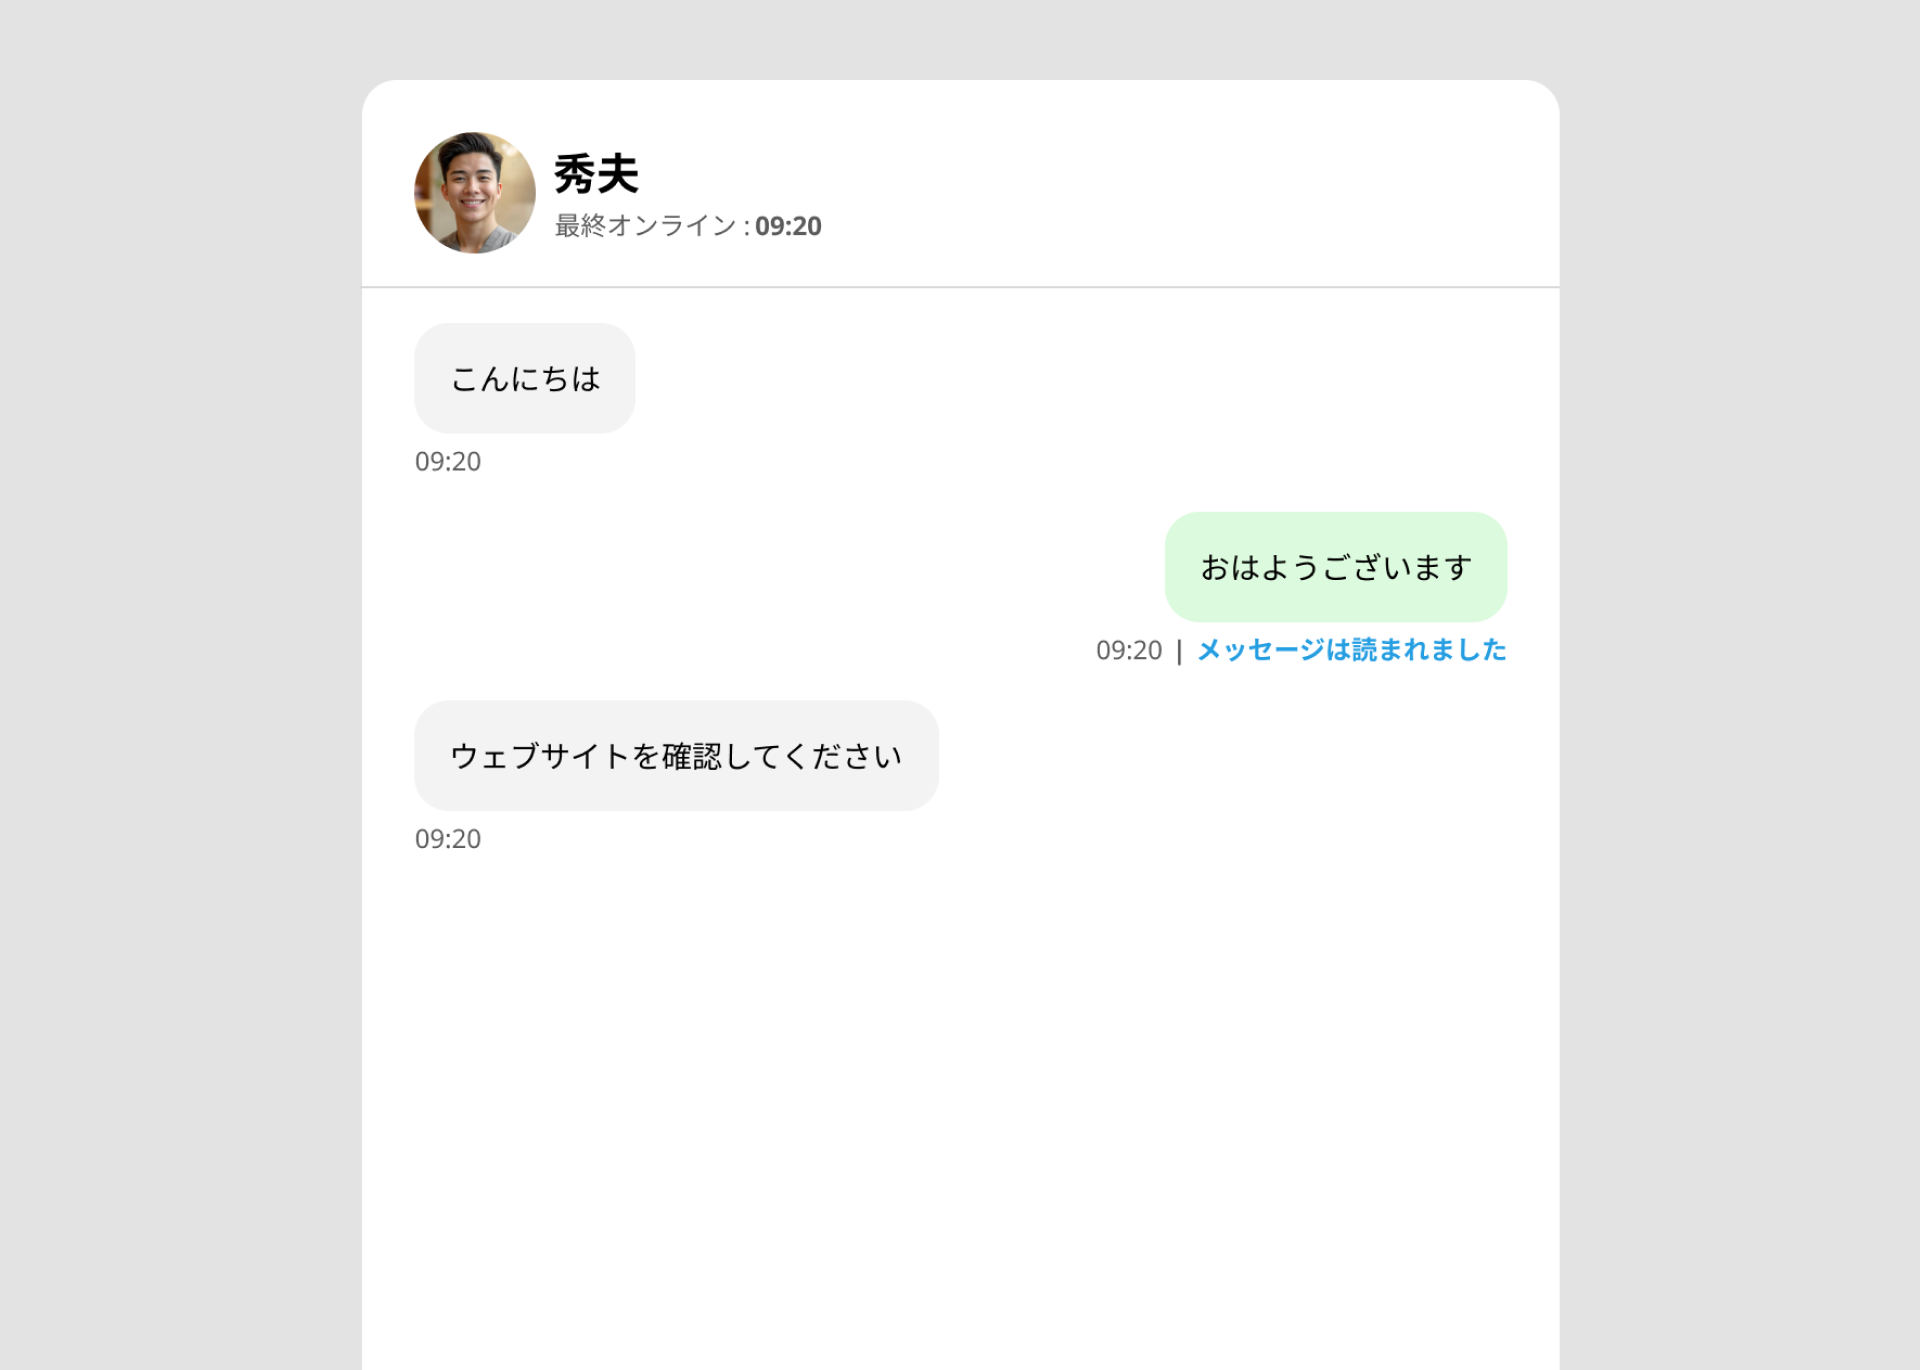 秀夫
最終オンライン : 09:20
こんにちは
09:20
おはようございます
09:20 | メッセージは読まれました
ウェブサイトを確認してください
09:20